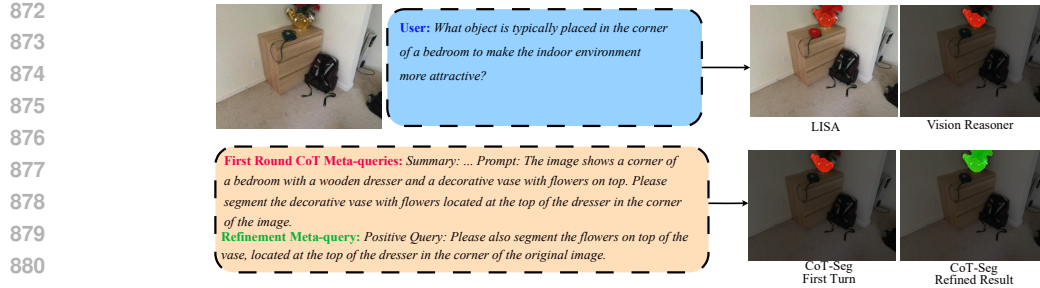 872
873
874
875
876
877
878
879
880
User: What object is typically placed in the corner
of a bedroom to make the indoor environment
more attractive?
LISA
Vision Reasoner
First Round CoT Meta-queries: Summary: ... Prompt: The image shows a corner of
a bedroom with a wooden dresser and a decorative vase with flowers on top. Please
segment the decorative vase with flowers located at the top of the dresser in the corner
of the image.
Refinement Meta-query: Positive Query: Please also segment the flowers on top of the
vase, located at the top of the dresser in the corner of the original image.
CoT-Seg
First Turn
CoT-Seg
Refined Result